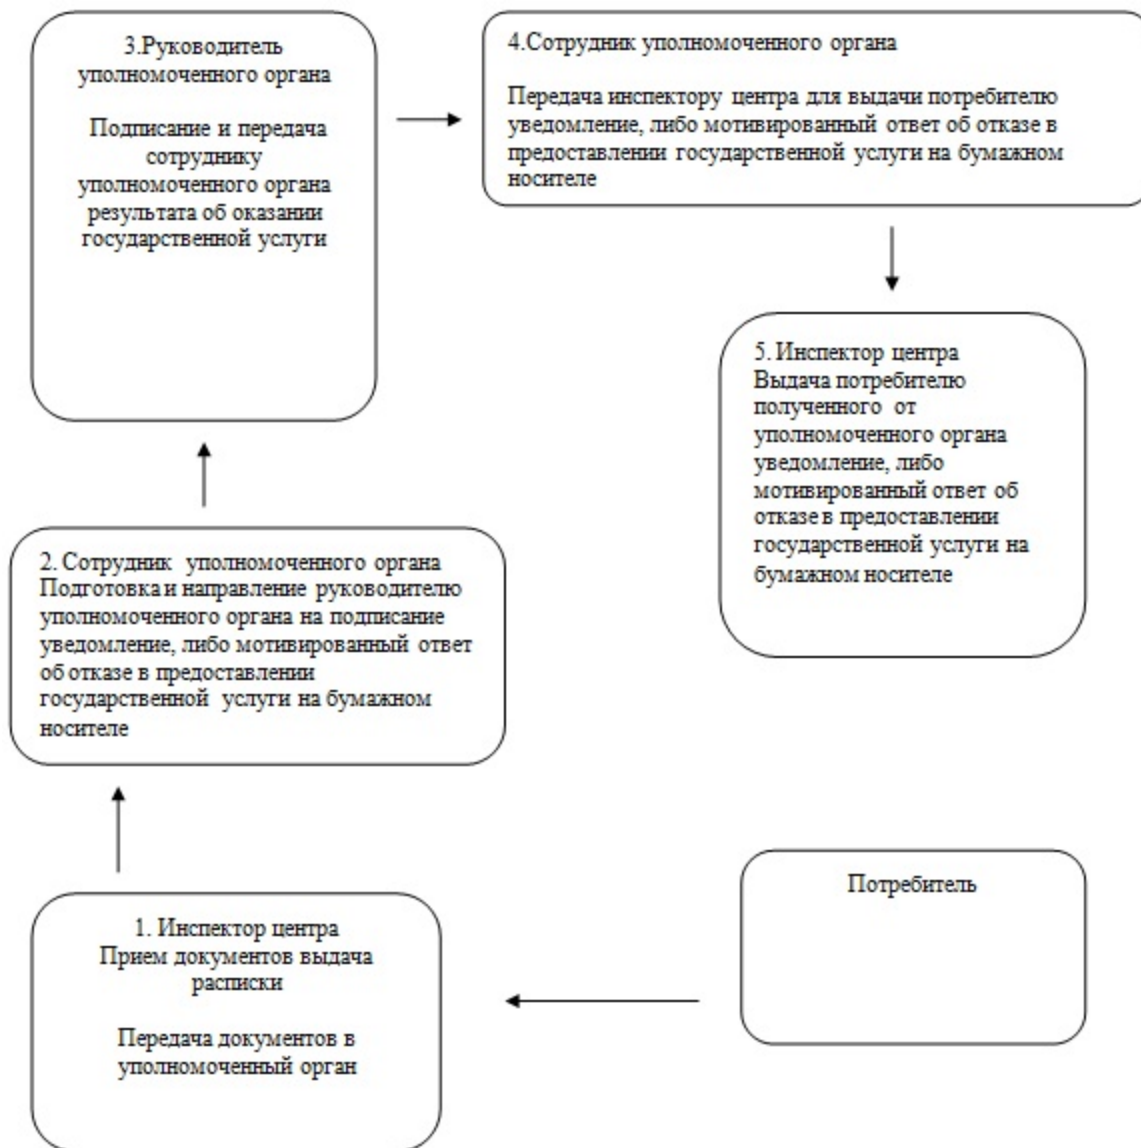 3.Руководитель
уполномоченного органа
Подписание и передача
сотруднику
уполномоченного органа
результата об оказании
государственной услуги
4.Сотрудник уполномоченного органа
Передача инспектору центра для выдачи потребителю
уведомление, либо мотивированный ответ об отказе в
предоставлении государственной услуги на бумажном
носителе
5. Инспектор центра
Выдача потребителю
полученного от
уполномоченного органа
уведомление, либо
мотивированный ответ об
отказе в предоставлении
государственной услуги на
бумажном носителе
2. Сотрудник уполномоченного органа
Подготовка и направление руководителю
уполномоченного органа на подписание
уведомление, либо мотивированный ответ
об отказе в предоставлении
государственной услуги на бумажном
носителе
Потребитель
1. Инспектор центра
Прием документов выдача
расписки
Передача документов в
уполномоченный орган